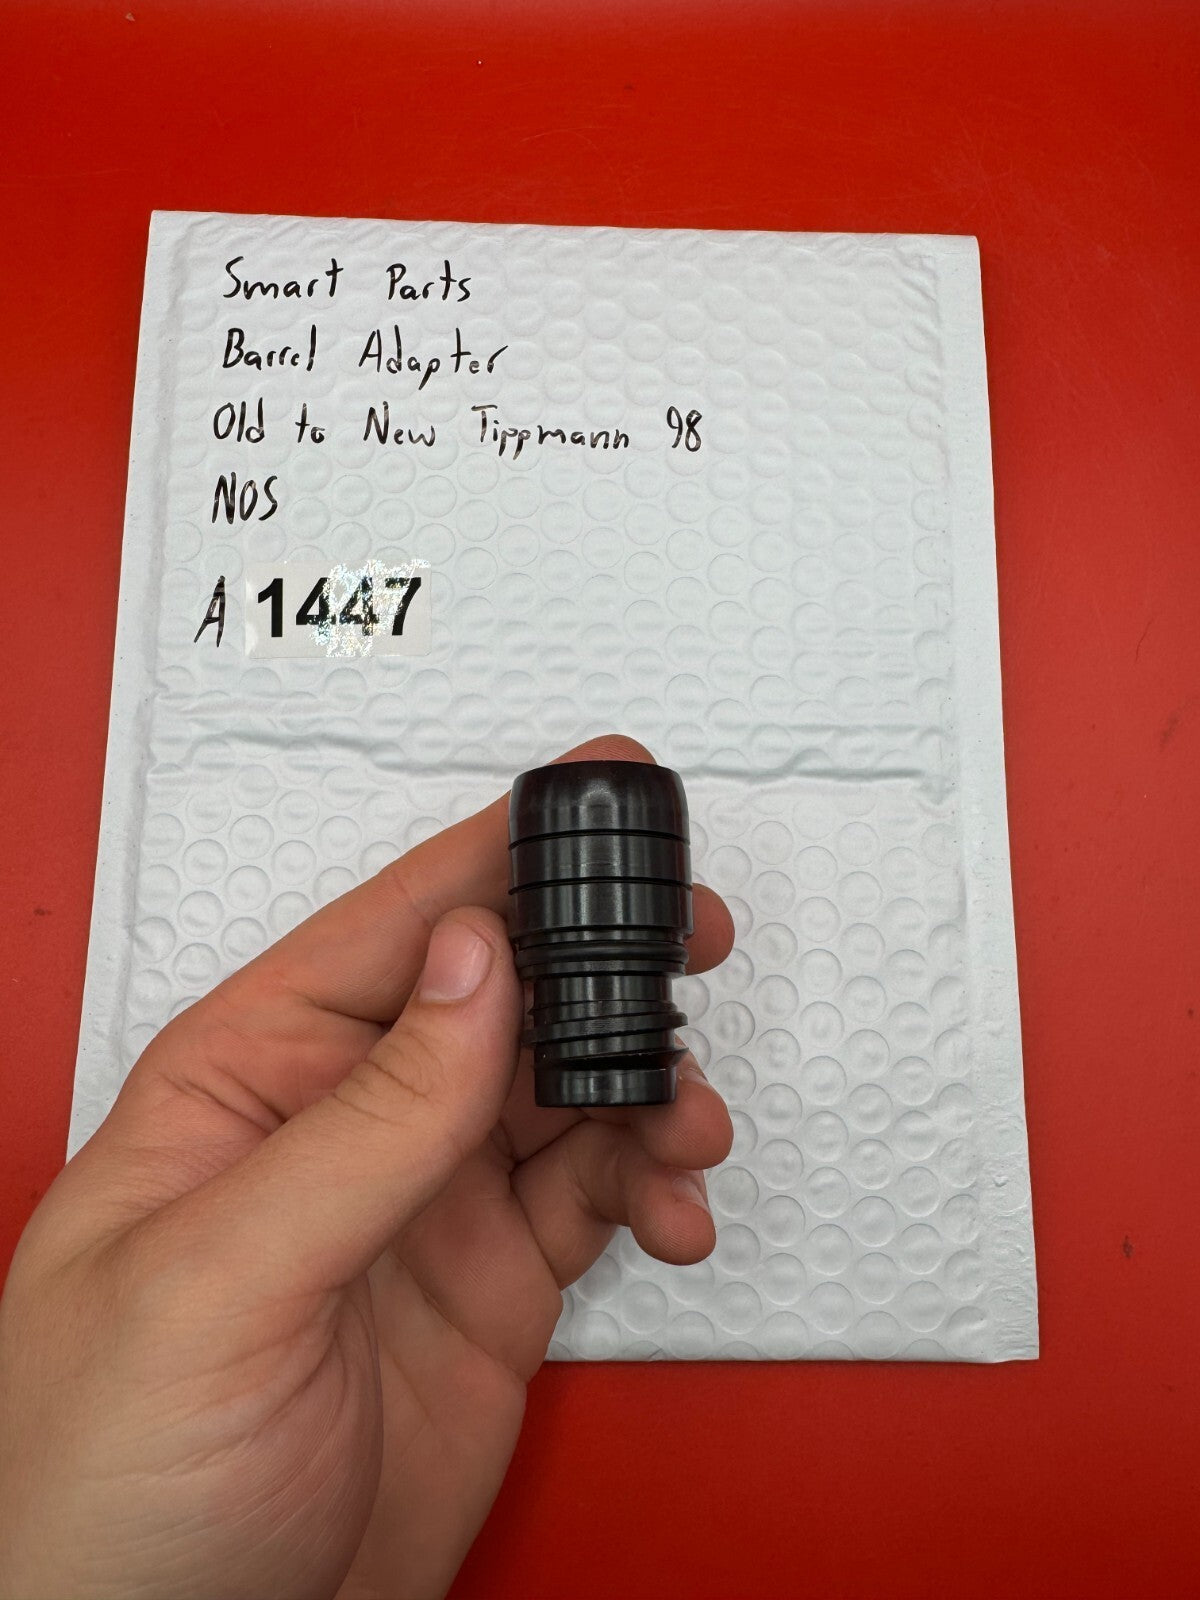 Smart Parts
Barrel Adapter
Old to New Tippmann 98
NOS
A 1447